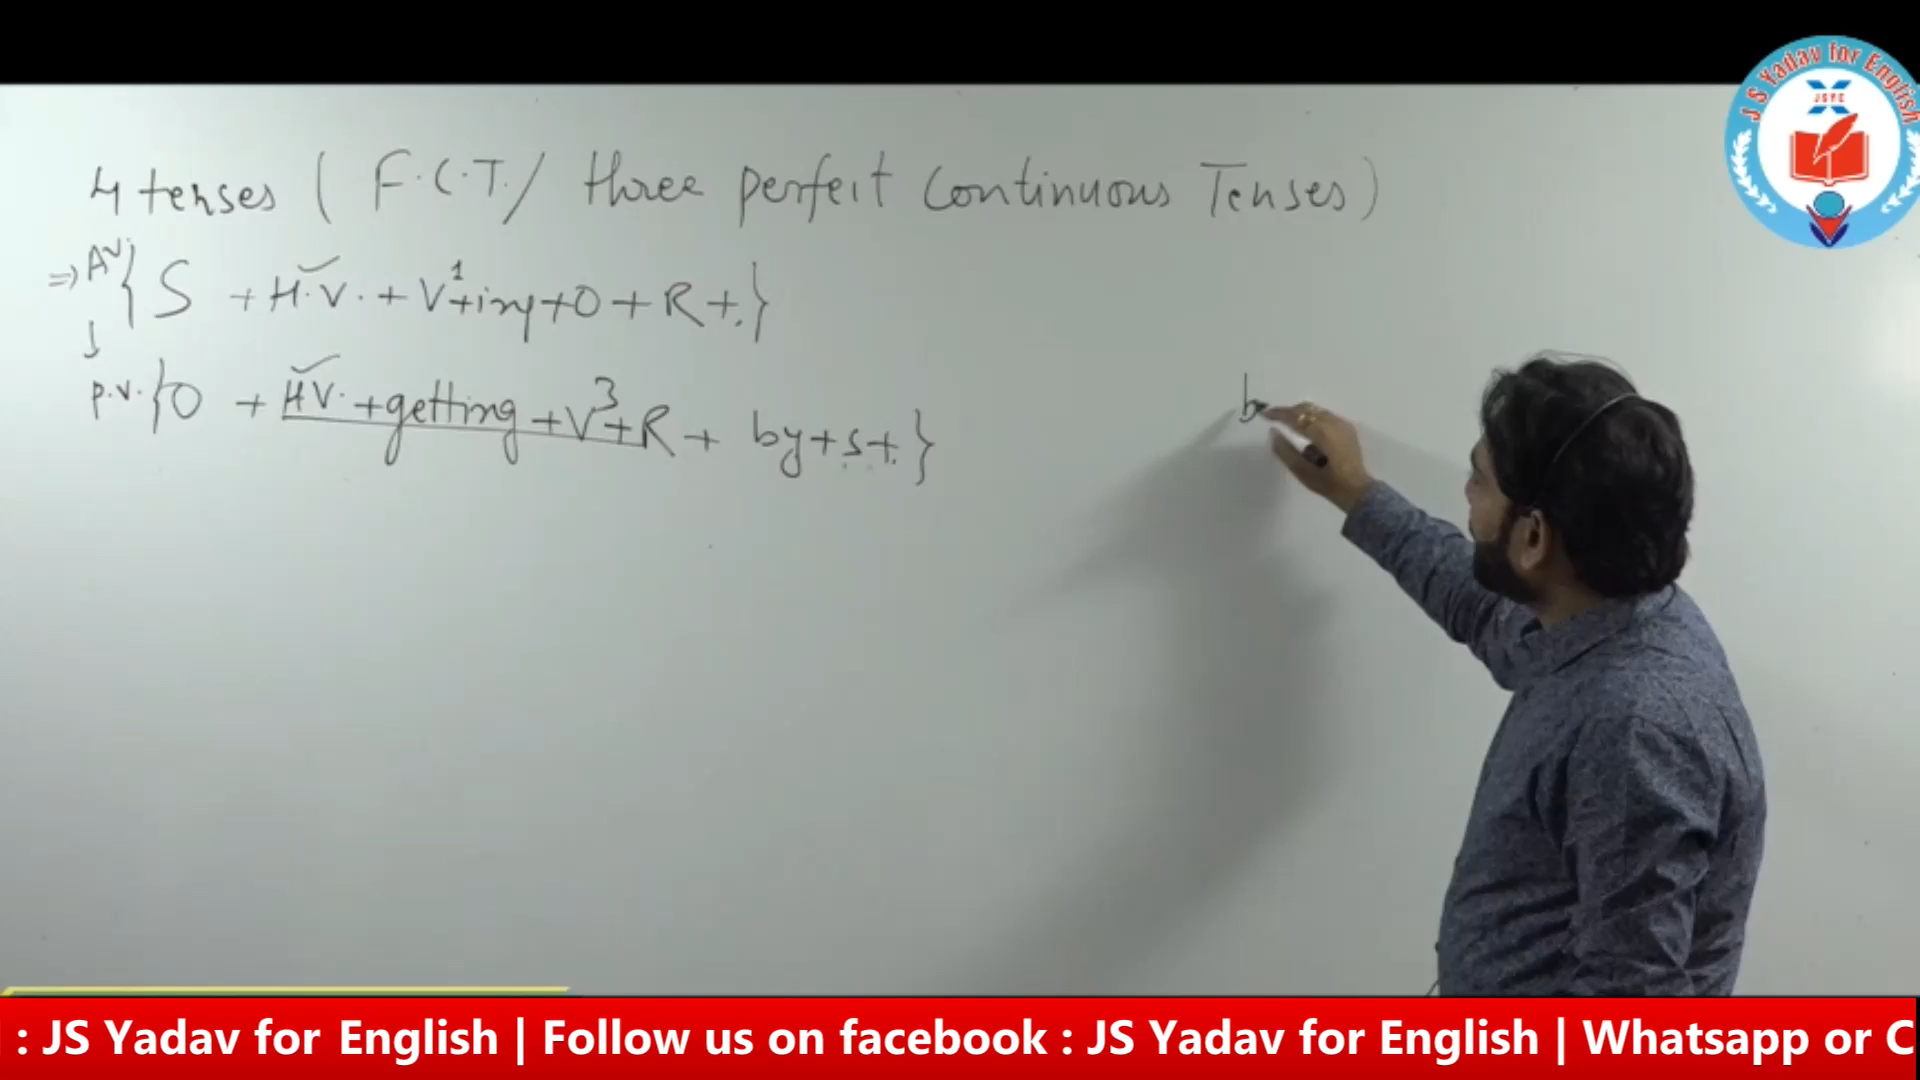 J S Yadav for English
JSYE
4 tenses ( F.C.T. / three perfect Continuous Tenses )
=> A.V. { S + H.V. + V¹+ing+O + R +. }
P.V. { O + H.V. +getting +V³+R + by+s+. }
b
: JS Yadav for English | Follow us on facebook : JS Yadav for English | Whatsapp or C